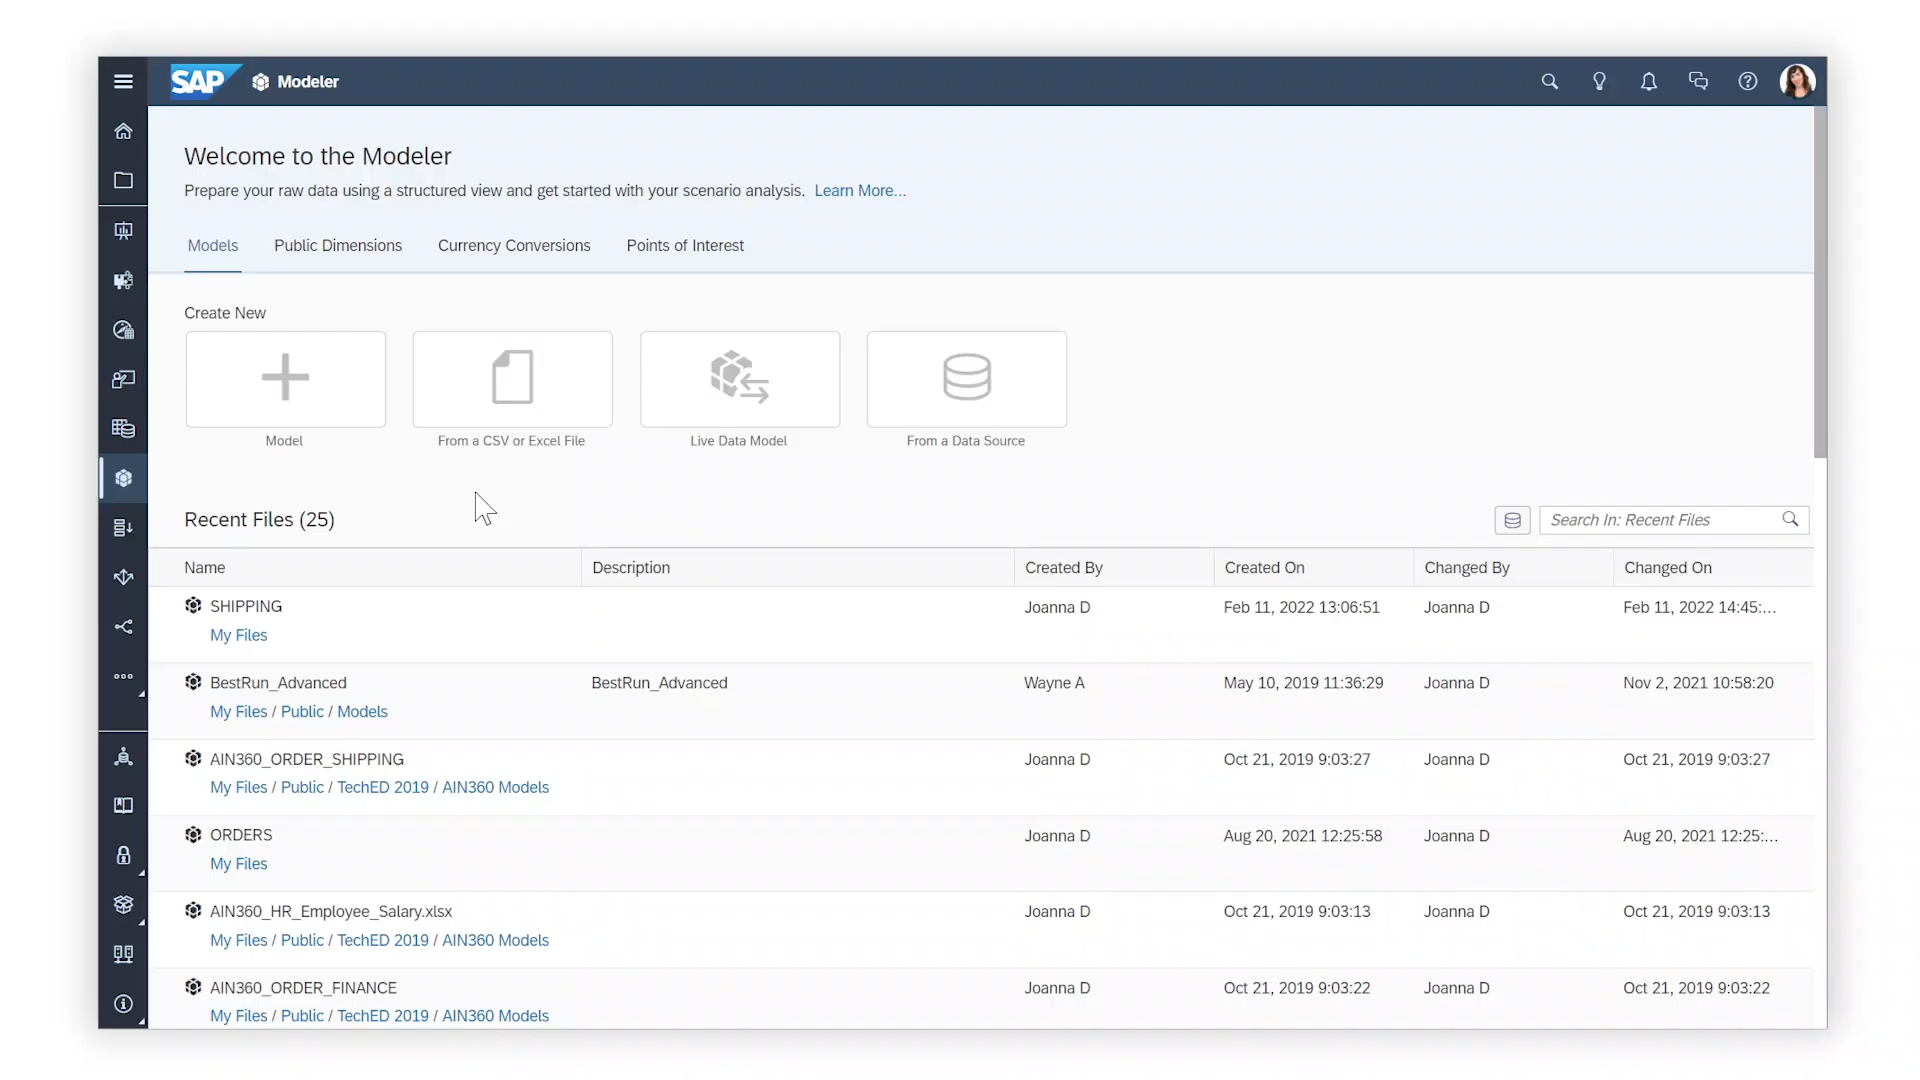 SAP Modeler
Welcome to the Modeler
Prepare your raw data using a structured view and get started with your scenario analysis. Learn More...
Models Public Dimensions Currency Conversions Points of Interest
Create New
Model From a CSV or Excel File Live Data Model From a Data Source
Recent Files (25) Search In: Recent Files
Name Description Created By Created On Changed By Changed On
SHIPPING Joanna D Feb 11, 2022 13:06:51 Joanna D Feb 11, 2022 14:45:...
My Files
BestRun_Advanced BestRun_Advanced Wayne A May 10, 2019 11:36:29 Joanna D Nov 2, 2021 10:58:20
My Files / Public / Models
AIN360_ORDER_SHIPPING Joanna D Oct 21, 2019 9:03:27 Joanna D Oct 21, 2019 9:03:27
My Files / Public / TechED 2019 / AIN360 Models
ORDERS Joanna D Aug 20, 2021 12:25:58 Joanna D Aug 20, 2021 12:25:...
My Files
AIN360_HR_Employee_Salary.xlsx Joanna D Oct 21, 2019 9:03:13 Joanna D Oct 21, 2019 9:03:13
My Files / Public / TechED 2019 / AIN360 Models
AIN360_ORDER_FINANCE Joanna D Oct 21, 2019 9:03:22 Joanna D Oct 21, 2019 9:03:22
My Files / Public / TechED 2019 / AIN360 Models